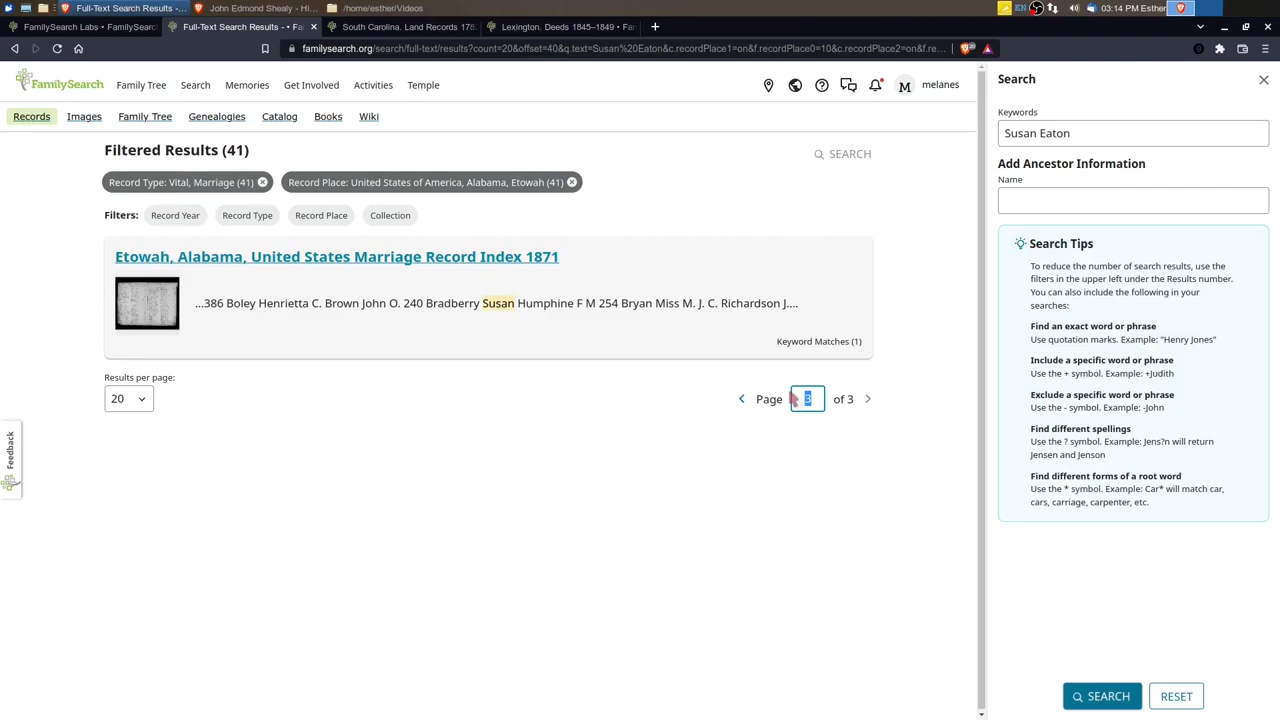 Full-Text Search Results -...
John Edmond Shealy - Hi...
/home/esther/Videos
EN
03:14 PM Esther
FamilySearch Labs • FamilySearc
Full-Text Search Results - • Fa
South Carolina. Land Records 178
Lexington. Deeds 1845–1849 • Fan
familysearch.org/search/full-text/results?count=20&offset=40&q.text=Susan%20Eaton&c.recordPlace1=on&f.recordPlace0=10&c.recordPlace2=on&f.re...
FamilySearch
Family Tree
Search
Memories
Get Involved
Activities
Temple
M
melanes
Records
Images
Family Tree
Genealogies
Catalog
Books
Wiki
Filtered Results (41)
SEARCH
Record Type: Vital, Marriage (41)
Record Place: United States of America, Alabama, Etowah (41)
Filters:
Record Year
Record Type
Record Place
Collection
Etowah, Alabama, United States Marriage Record Index 1871
...386 Boley Henrietta C. Brown John O. 240 Bradberry Susan Humphine F M 254 Bryan Miss M. J. C. Richardson J....
Keyword Matches (1)
Results per page:
20
Page 3 of 3
Feedback
Search
Keywords
Susan Eaton
Add Ancestor Information
Name
Search Tips
To reduce the number of search results, use the
filters in the upper left under the Results number.
You can also include the following in your
searches:
Find an exact word or phrase
Use quotation marks. Example: "Henry Jones"
Include a specific word or phrase
Use the + symbol. Example: +Judith
Exclude a specific word or phrase
Use the - symbol. Example: -John
Find different spellings
Use the ? symbol. Example: Jens?n will return
Jensen and Jenson
Find different forms of a root word
Use the * symbol. Example: Car* will match car,
cars, carriage, carpenter, etc.
SEARCH
RESET